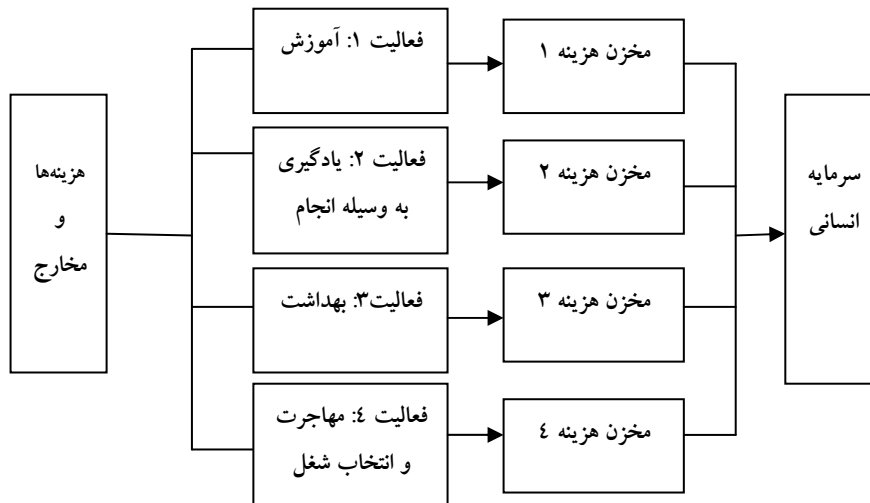 هزینه‌ها
و
مخارج
فعالیت ۱: آموزش
مخزن هزینه ۱
فعالیت ۲: یادگیری
به وسیله انجام
مخزن هزینه ۲
فعالیت۳: بهداشت
مخزن هزینه ۳
فعالیت ٤: مهاجرت
و انتخاب شغل
مخزن هزینه ٤
سرمایه
انسانی